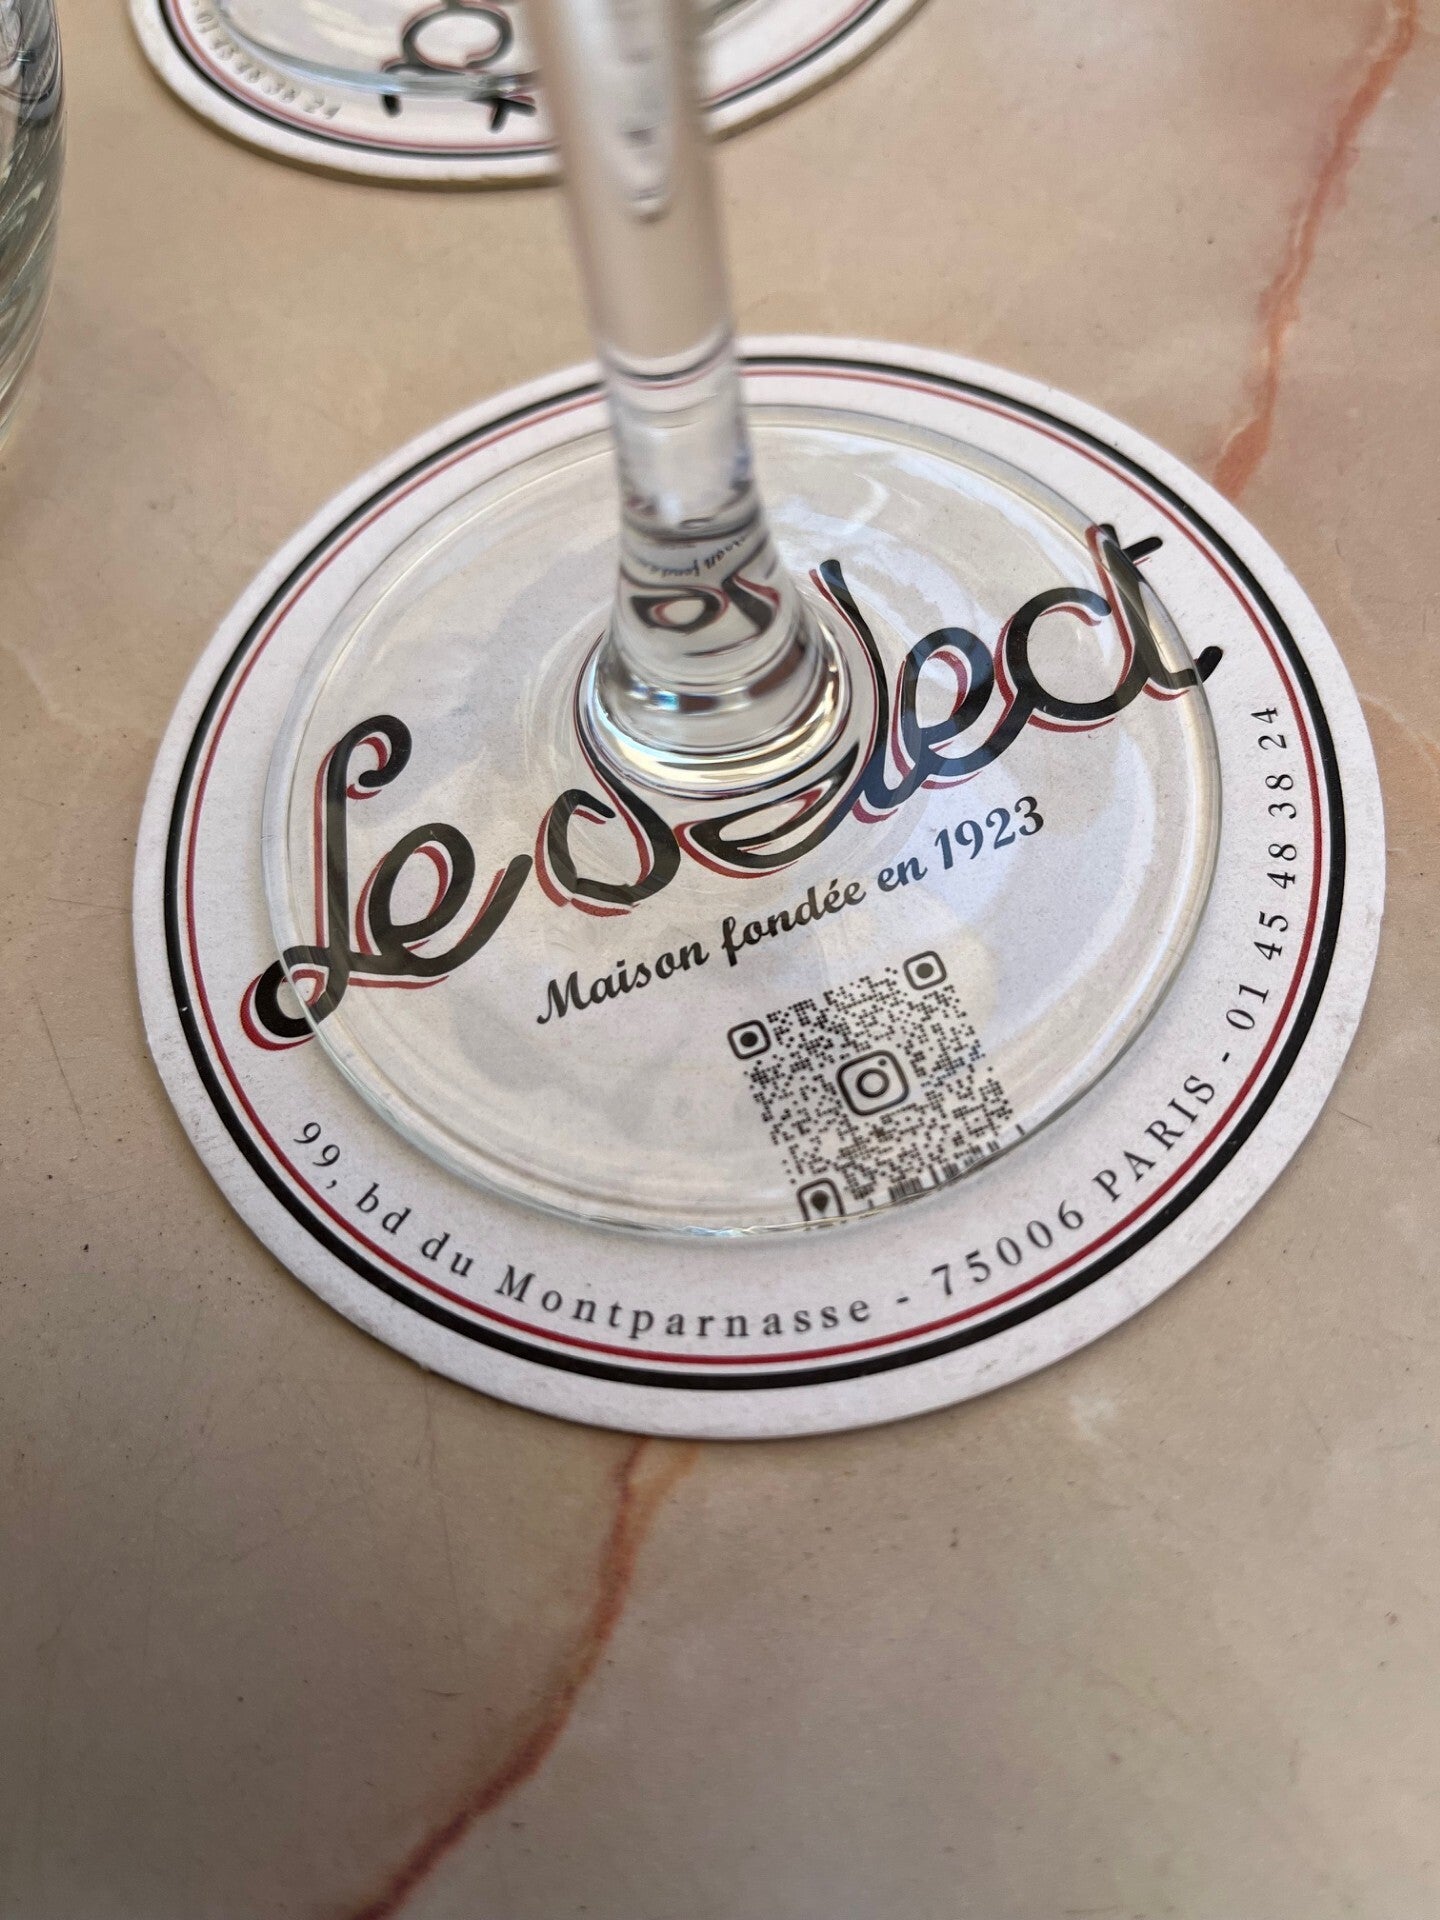 Le Select
Maison fondée en 1923
99, bd du Montparnasse - 75006 PARIS - 01 45 48 38 24